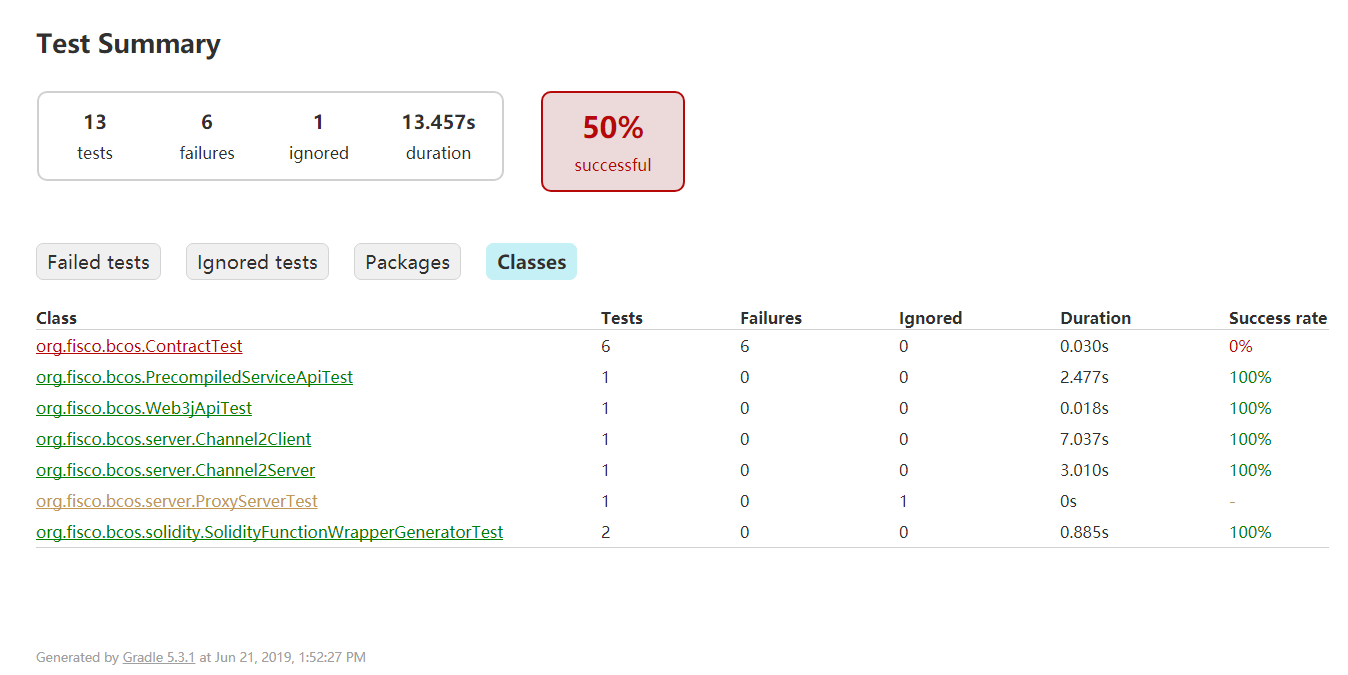 Test Summary
13 6 1 13.457s
tests failures ignored duration
50%
successful
Failed tests Ignored tests Packages Classes
Class Tests Failures Ignored Duration Success rate
org.fisco.bcos.ContractTest 6 6 0 0.030s 0%
org.fisco.bcos.PrecompiledServiceApiTest 1 0 0 2.477s 100%
org.fisco.bcos.Web3jApiTest 1 0 0 0.018s 100%
org.fisco.bcos.server.Channel2Client 1 0 0 7.037s 100%
org.fisco.bcos.server.Channel2Server 1 0 0 3.010s 100%
org.fisco.bcos.server.ProxyServerTest 1 0 1 0s -
org.fisco.bcos.solidity.SolidityFunctionWrapperGeneratorTest 2 0 0 0.885s 100%
Generated by Gradle 5.3.1 at Jun 21, 2019, 1:52:27 PM